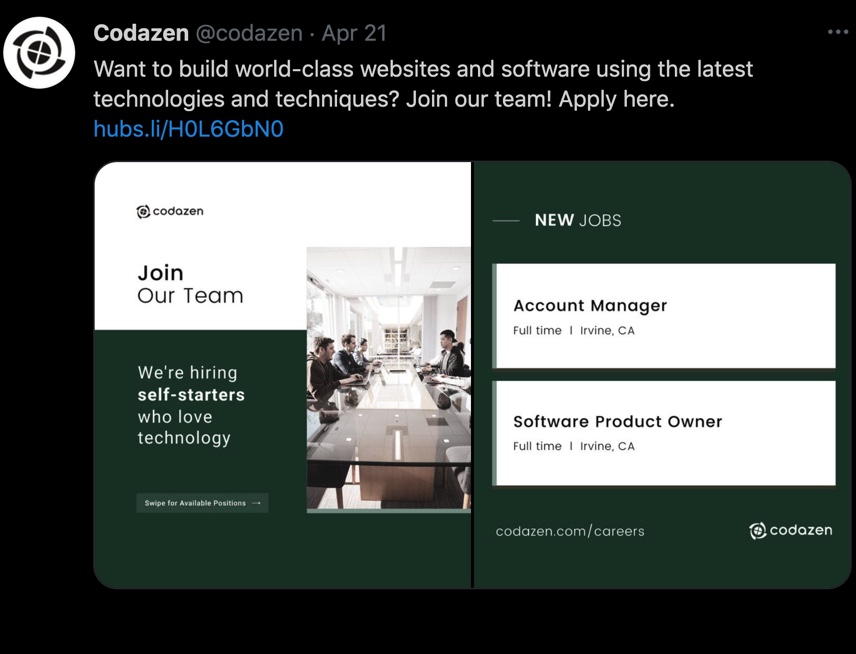 Codazen @codazen · Apr 21
Want to build world-class websites and software using the latest
technologies and techniques? Join our team! Apply here.
hubs.li/H0L6GbN0
codazen
Join
Our Team
We're hiring
self-starters
who love
technology
Swipe for Available Positions →
NEW JOBS
Account Manager
Full time | Irvine, CA
Software Product Owner
Full time | Irvine, CA
codazen.com/careers
codazen